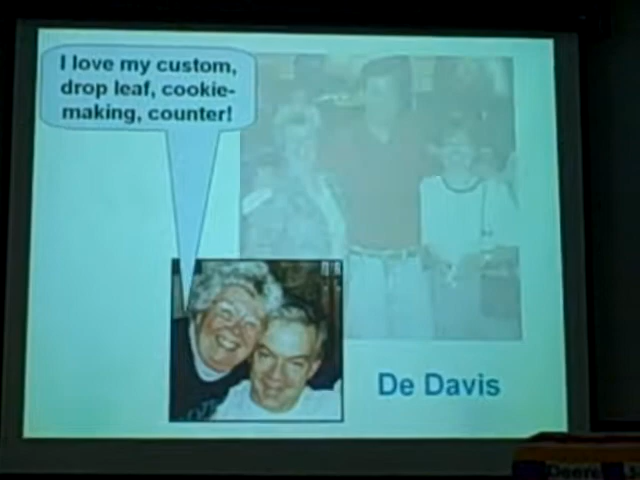 I love my custom,
drop leaf, cookie-
making, counter!
De Davis